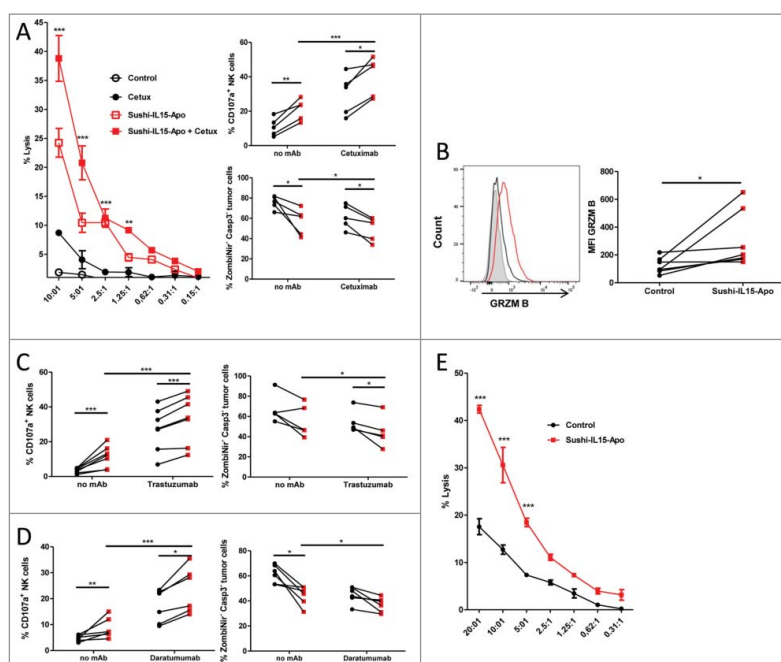 A
% Lysis
45
40
35
30
25
20
15
10
5
***
***
***
**
Control
Cetux
Sushi-IL15-Apo
Sushi-IL15-Apo + Cetux
10:01
5:01
2.5:1
1.25:1
0,62:1
0.31:1
0.15:1
% CD107a+ NK cells
60
50
40
30
20
10
0
***
**
*
no mAb
Cetuximab
% ZombiNir- Casp3- tumor cells
100
80
60
40
20
0
*
*
*
no mAb
Cetuximab
B
Count
60
40
20
0
GRZM B
MFI GRZM B
800
600
400
200
0
*
Control
Sushi-IL15-Apo
C
% CD107a+ NK cells
60
40
20
0
***
***
***
no mAb
Trastuzumab
% ZombiNir- Casp3- tumor cells
100
80
60
40
20
0
*
*
no mAb
Trastuzumab
D
% CD107a+ NK cells
40
30
20
10
0
***
**
*
no mAb
Daratumumab
% ZombiNir- Casp3- tumor cells
80
60
40
20
0
*
*
no mAb
Daratumumab
E
% Lysis
50
40
30
20
10
0
***
***
***
Control
Sushi-IL15-Apo
20:01
10:01
5:01
2.5:1
1.25:1
0,62:1
0.31:1